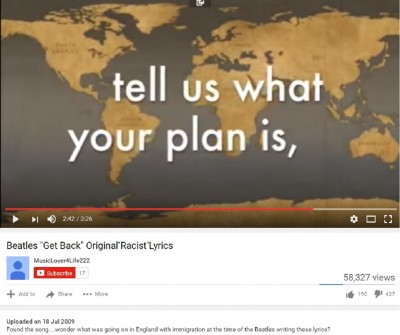 tell us what
your plan is,
2:42 / 3:26
Beatles "Get Back" Original'Racist'Lyrics
MusicLover4Life222
Subscribe 17
58,327 views
Add to Share More
190 427
Uploaded on 18 Jul 2009
Found the song....wonder what was going on in England with immigration at the time of the Beatles writing these lyrics?